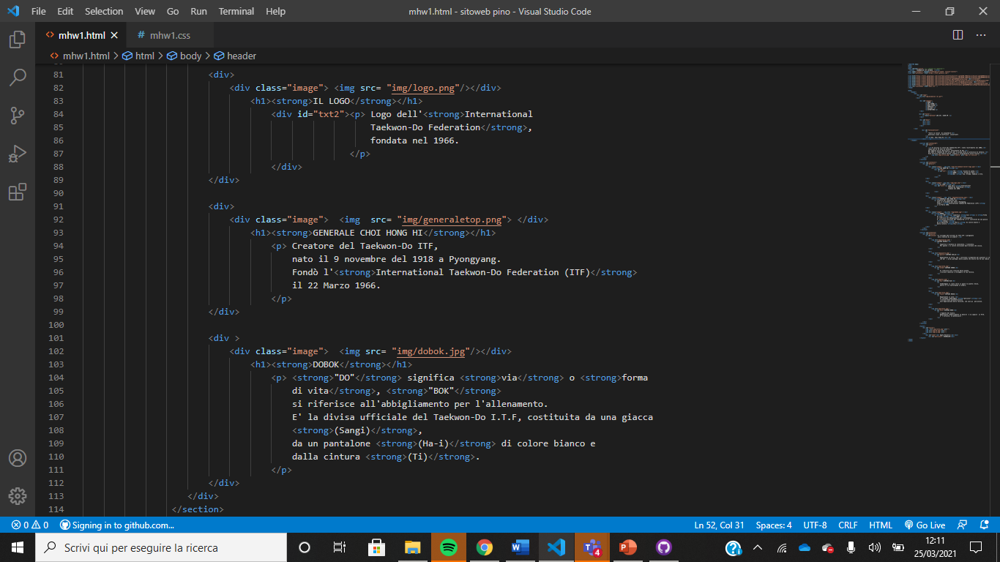 File Edit Selection View Go Run Terminal Help mhw1.html - sitoweb pino - Visual Studio Code
mhw1.html mhw1.css
mhw1.html > html > body > header
81 <div>
82 <div class="image"> <img src= "img/logo.png"/></div>
83 <h1><strong>IL LOGO</strong></h1>
84 <div id="txt2"><p> Logo dell'<strong>International
85 Taekwon-Do Federation</strong>,
86 fondata nel 1966.
87 </p>
88 </div>
89 </div>
90
91 <div>
92 <div class="image">  <img  src= "img/generaletop.png"> </div>
93 <h1><strong>GENERALE CHOI HONG HI</strong></h1>
94 <p> Creatore del Taekwon-Do ITF,
95 nato il 9 novembre del 1918 a Pyongyang.
96 Fondò l'<strong>International Taekwon-Do Federation (ITF)</strong>
97 il 22 Marzo 1966.
98 </p>
99 </div>
100
101 <div >
102 <div class="image">  <img src= "img/dobok.jpg"/></div>
103 <h1><strong>DOBOK</strong></h1>
104 <p> <strong>"DO"</strong> significa <strong>via</strong> o <strong>forma
105 di vita</strong>, <strong>"BOK"</strong>
106 si riferisce all'abbigliamento per l'allenamento.
107 E' la divisa ufficiale del Taekwon-Do I.T.F, costituita da una giacca
108 <strong>(Sangi)</strong>,
109 da un pantalone <strong>(Ha-i)</strong> di colore bianco e
110 dalla cintura <strong>(Ti)</strong>.
111 </p>
112 </div>
113 </div>
114 </section>
0 0 Signing in to github.com... Ln 52, Col 31 Spaces: 4 UTF-8 CRLF HTML Go Live
Scrivi qui per eseguire la ricerca 4 12:11
25/03/2021